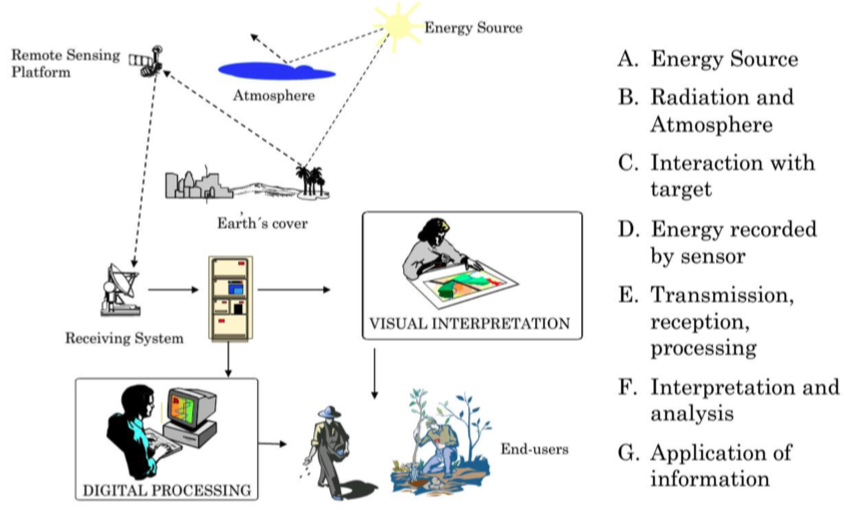 Energy Source
Remote Sensing
Platform
Atmosphere
Earth´s cover
Receiving System
VISUAL INTERPRETATION
DIGITAL PROCESSING
End-users
A. Energy Source
B. Radiation and
Atmosphere
C. Interaction with
target
D. Energy recorded
by sensor
E. Transmission,
reception,
processing
F. Interpretation and
analysis
G. Application of
information